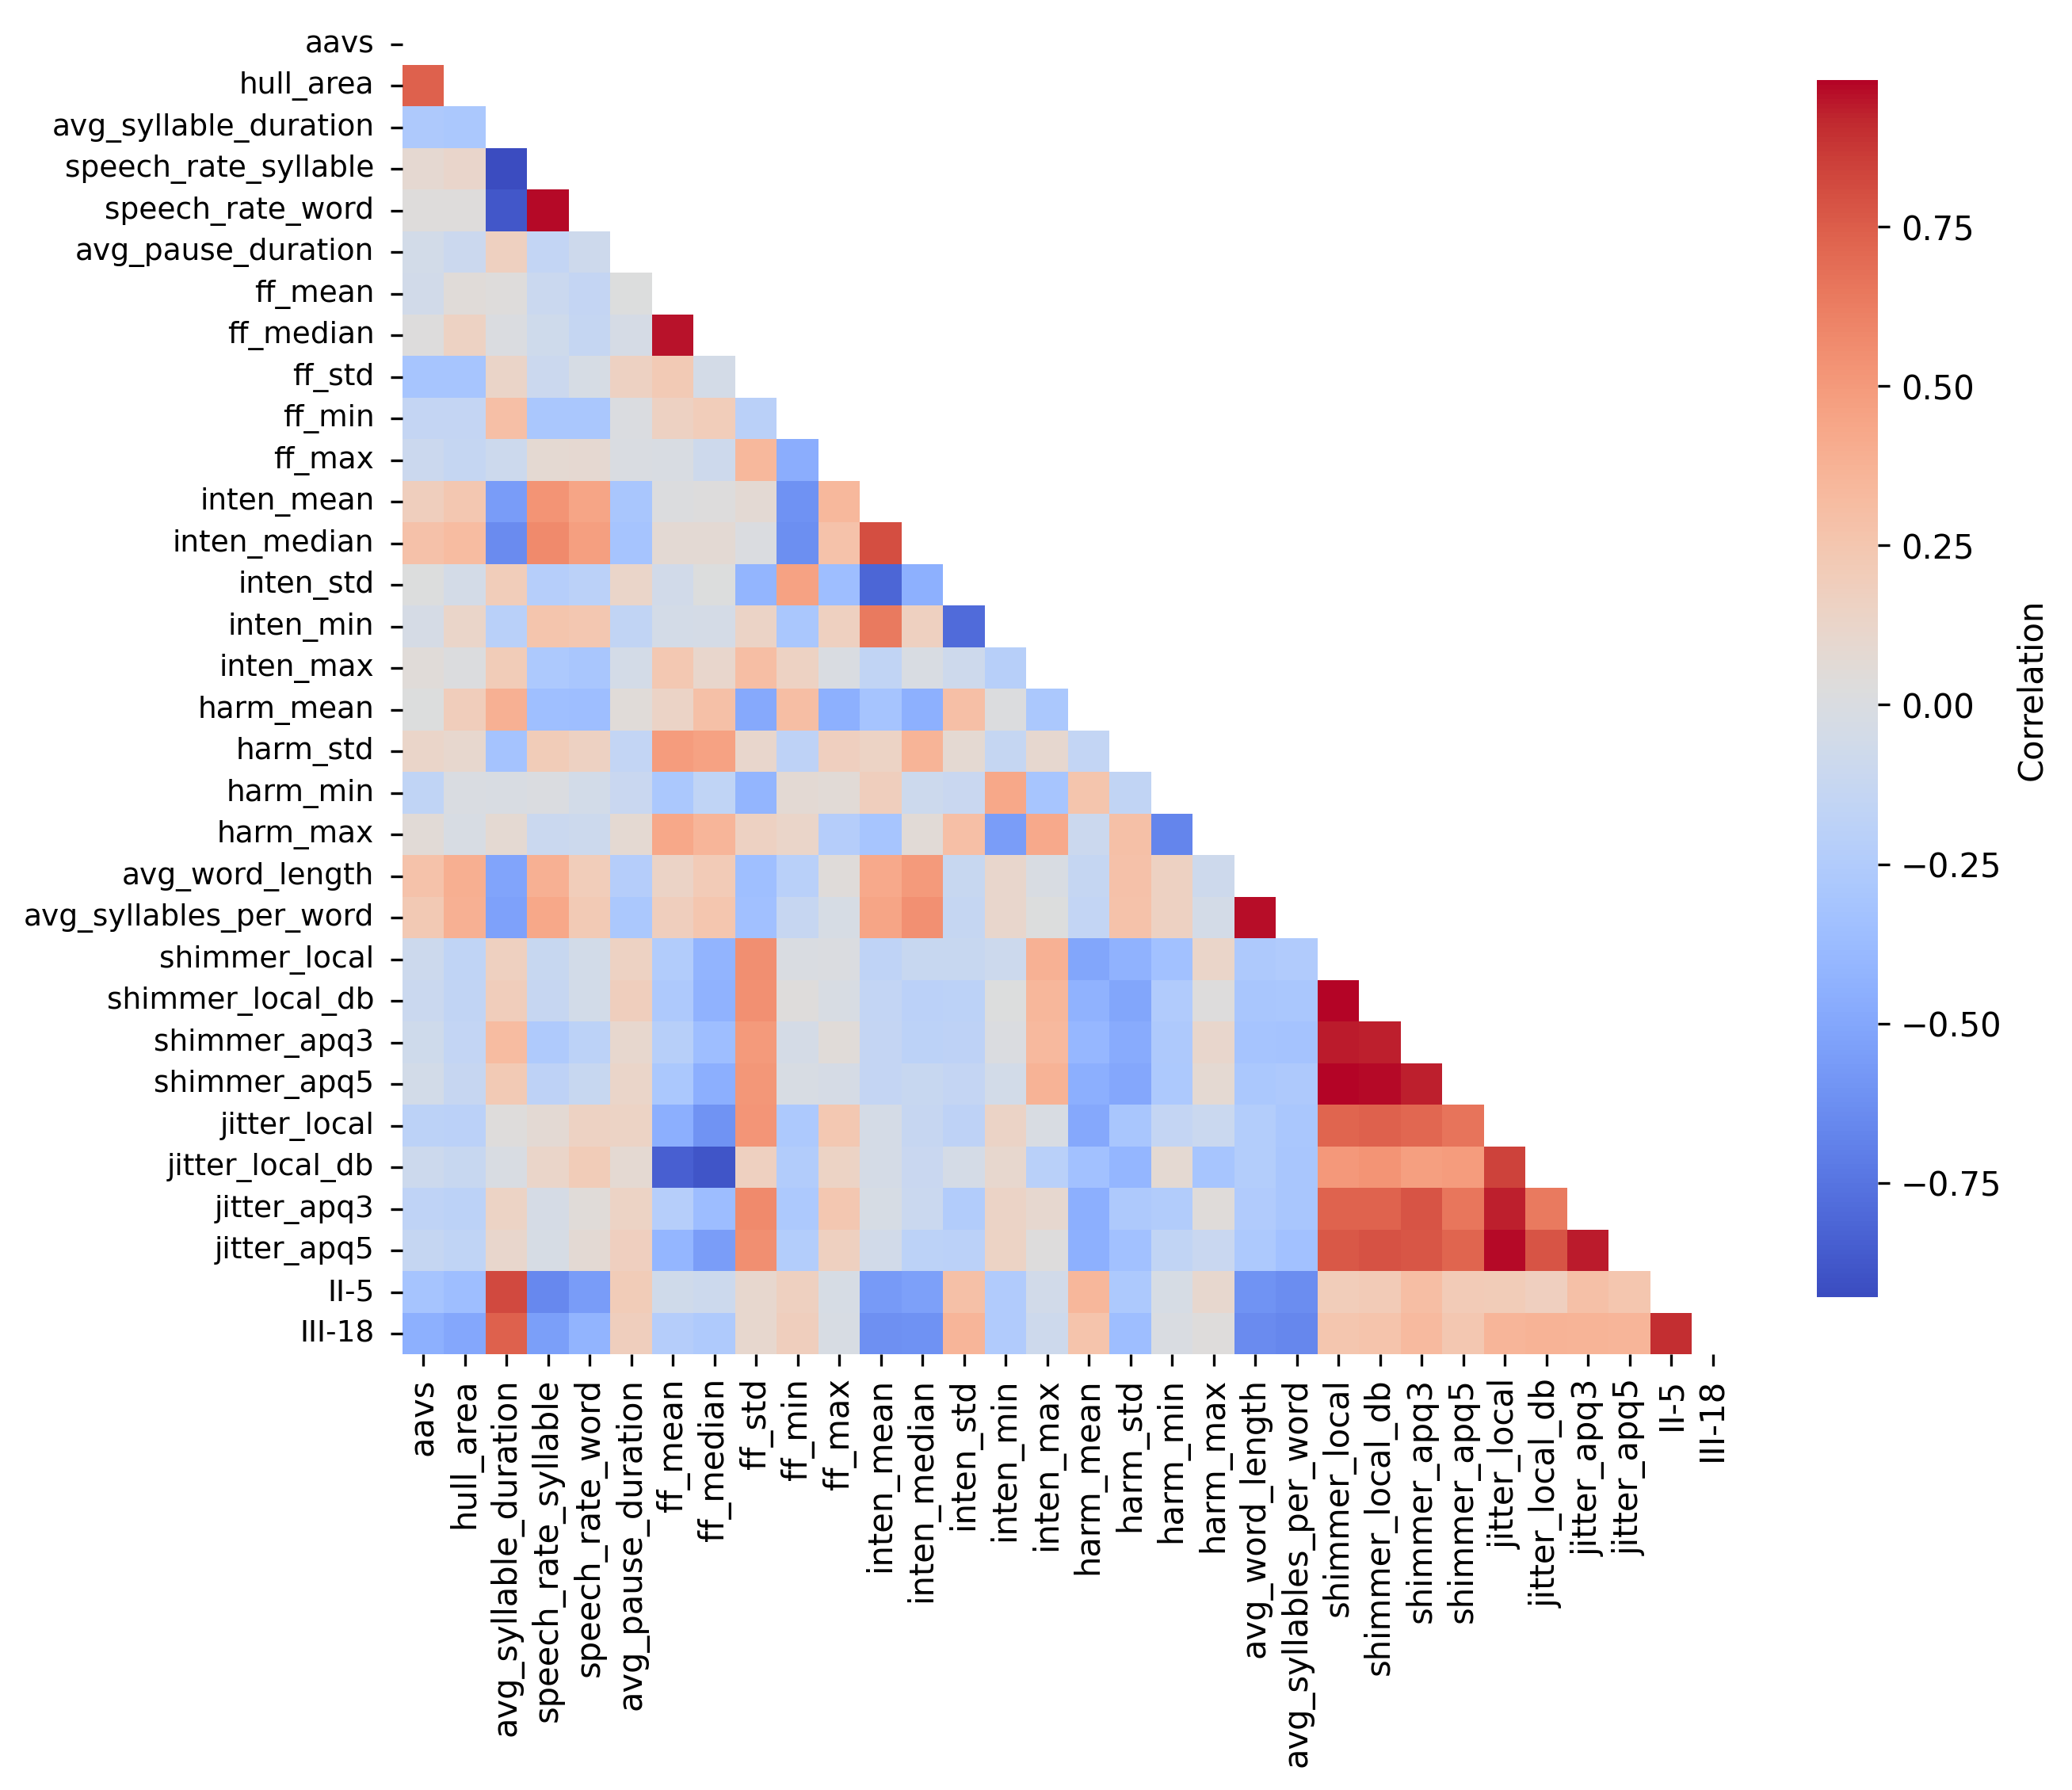 aavs
hull_area
avg_syllable_duration
speech_rate_syllable
speech_rate_word
avg_pause_duration
ff_mean
ff_median
ff_std
ff_min
ff_max
inten_mean
inten_median
inten_std
inten_min
inten_max
harm_mean
harm_std
harm_min
harm_max
avg_word_length
avg_syllables_per_word
shimmer_local
shimmer_local_db
shimmer_apq3
shimmer_apq5
jitter_local
jitter_local_db
jitter_apq3
jitter_apq5
II-5
III-18
aavs
hull_area
avg_syllable_duration
speech_rate_syllable
speech_rate_word
avg_pause_duration
ff_mean
ff_median
ff_std
ff_min
ff_max
inten_mean
inten_median
inten_std
inten_min
inten_max
harm_mean
harm_std
harm_min
harm_max
avg_word_length
avg_syllables_per_word
shimmer_local
shimmer_local_db
shimmer_apq3
shimmer_apq5
jitter_local
jitter_local_db
jitter_apq3
jitter_apq5
II-5
III-18
0.75
0.50
0.25
0.00
−0.25
−0.50
−0.75
Correlation